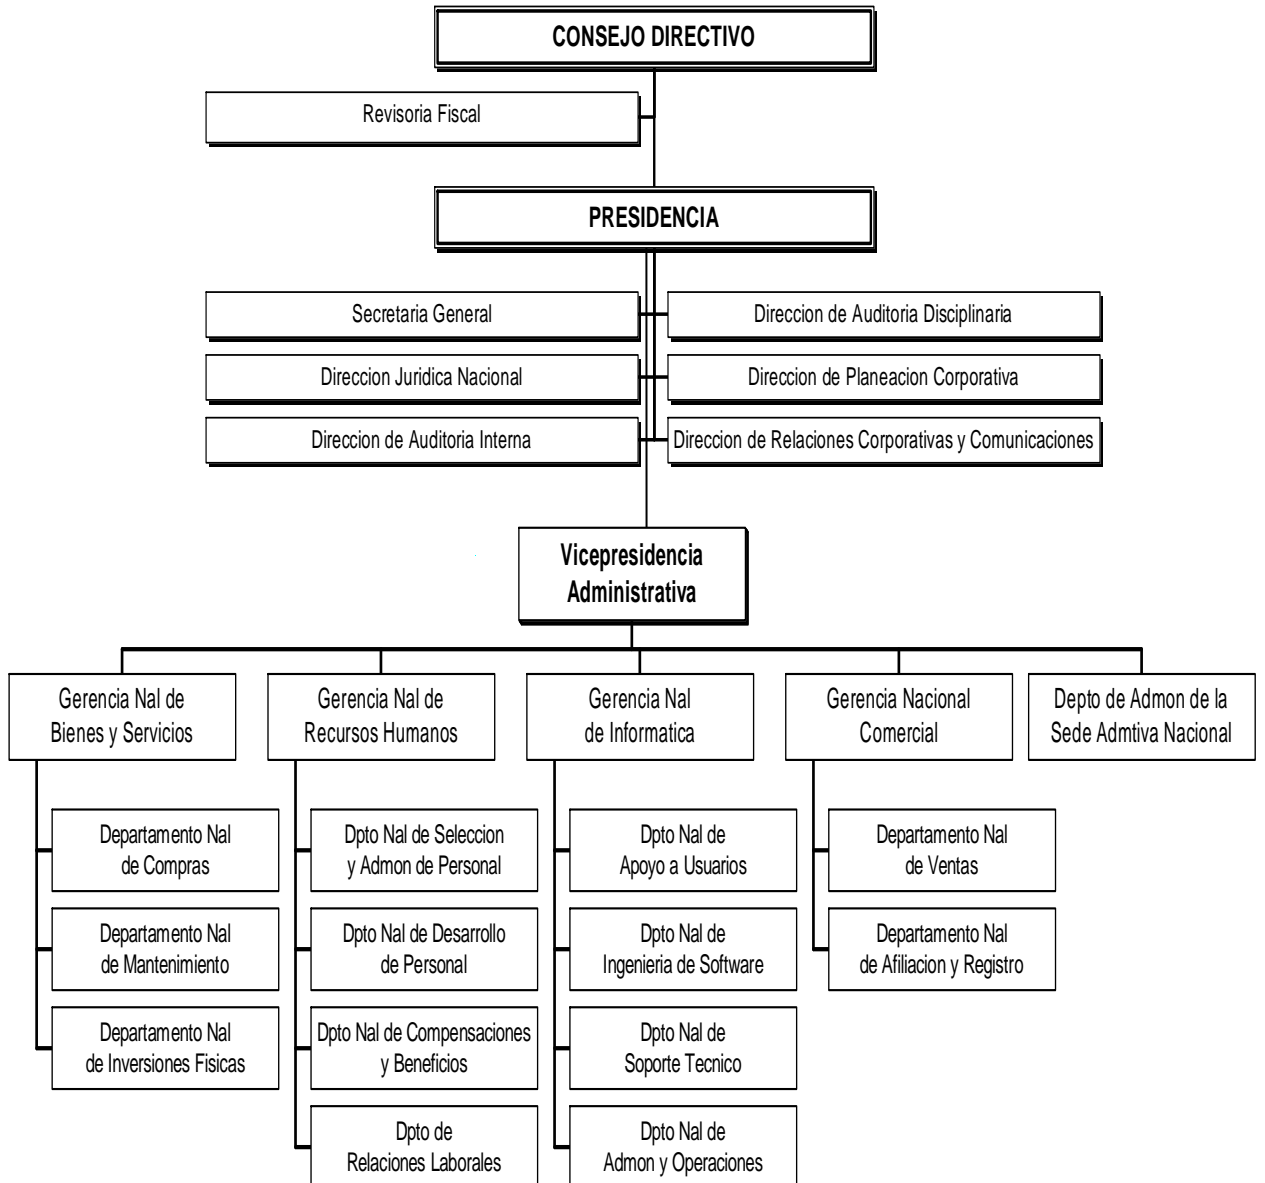 CONSEJO DIRECTIVO
Revisoria Fiscal
PRESIDENCIA
Secretaria General
Direccion de Auditoria Disciplinaria
Direccion Juridica Nacional
Direccion de Planeacion Corporativa
Direccion de Auditoria Interna
Direccion de Relaciones Corporativas y Comunicaciones
Vicepresidencia
Administrativa
Gerencia Nal de
Bienes y Servicios
Gerencia Nal de
Recursos Humanos
Gerencia Nal
de Informatica
Gerencia Nacional
Comercial
Depto de Admon de la
Sede Admtiva Nacional
Departamento Nal
de Compras
Departamento Nal
de Mantenimiento
Departamento Nal
de Inversiones Fisicas
Dpto Nal de Seleccion
y Admon de Personal
Dpto Nal de Desarrollo
de Personal
Dpto Nal de Compensaciones
y Beneficios
Dpto de
Relaciones Laborales
Dpto Nal de
Apoyo a Usuarios
Dpto Nal de
Ingenieria de Software
Dpto Nal de
Soporte Tecnico
Dpto Nal de
Admon y Operaciones
Departamento Nal
de Ventas
Departamento Nal
de Afiliacion y Registro